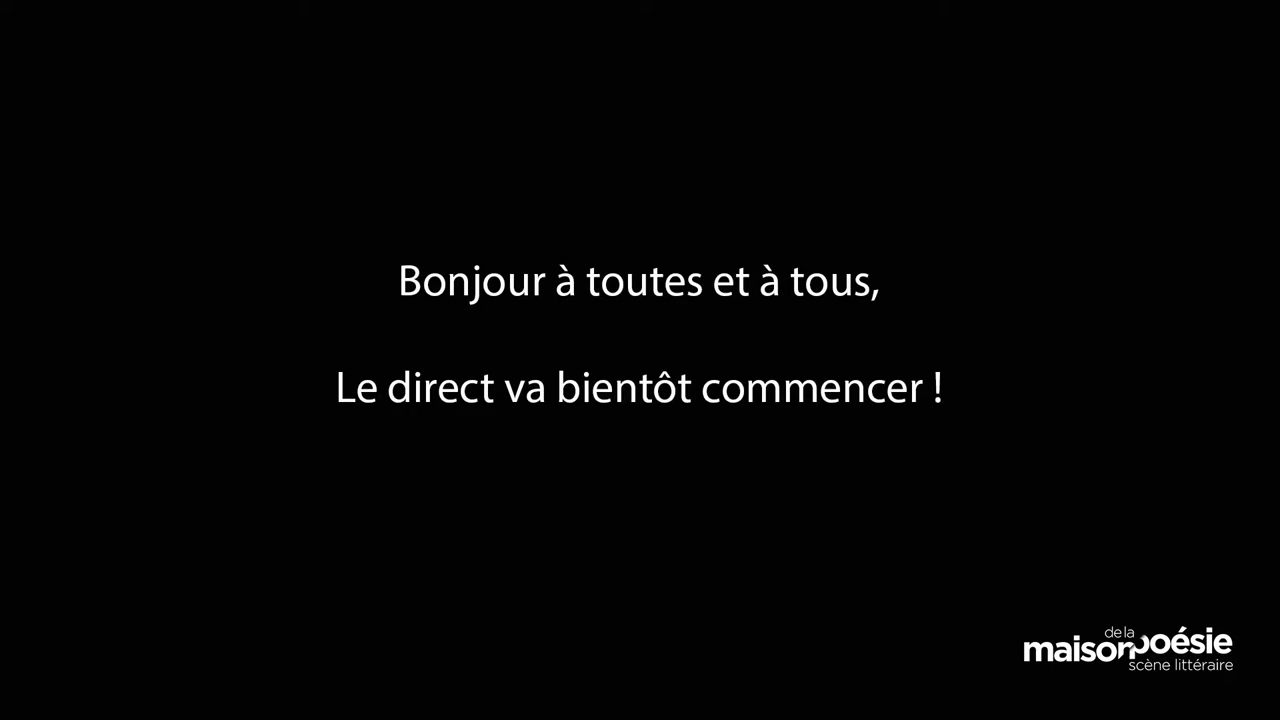 Bonjour à toutes et à tous,
Le direct va bientôt commencer !
de la
maison poésie
scène littéraire